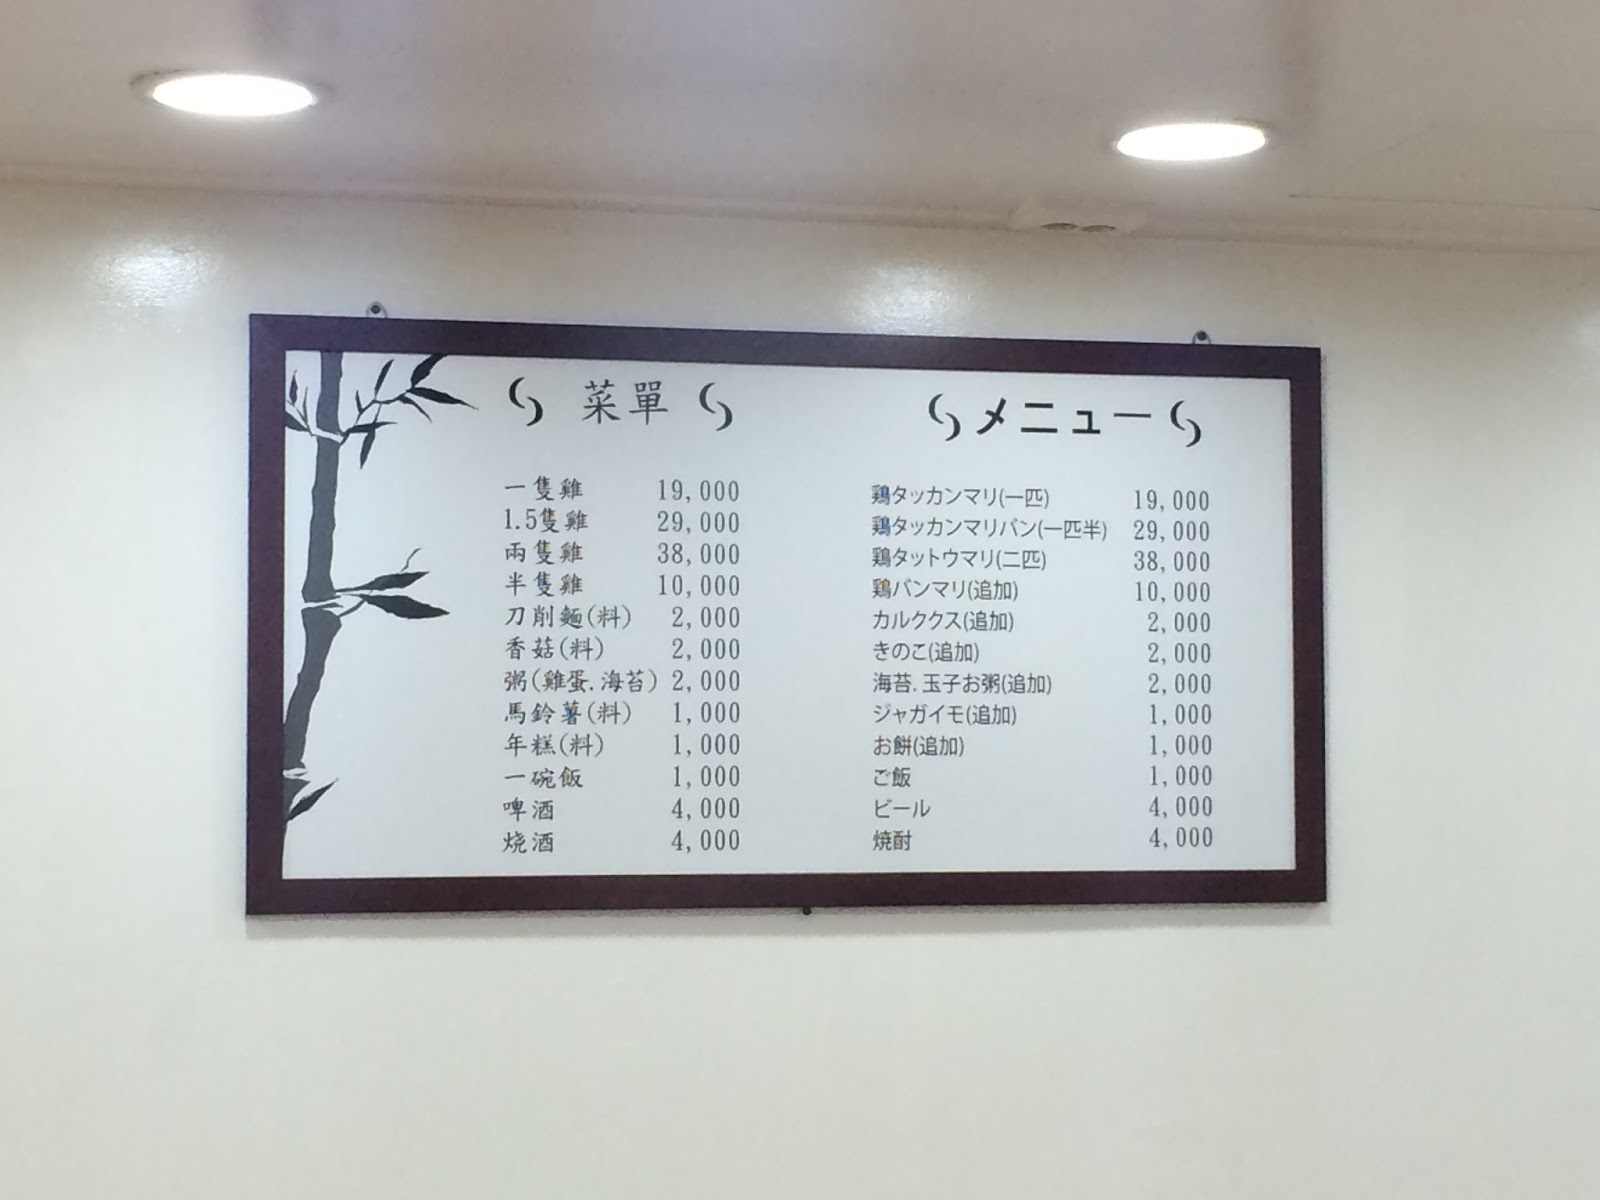 菜單
一隻雞 19,000
1.5隻雞 29,000
兩隻雞 38,000
半隻雞 10,000
刀削麵(料) 2,000
香菇(料) 2,000
粥(雞蛋.海苔) 2,000
馬鈴薯(料) 1,000
年糕(料) 1,000
一碗飯 1,000
啤酒 4,000
烧酒 4,000
メニュー
鶏タッカンマリ(一匹) 19,000
鶏タッカンマリバン(一匹半) 29,000
鶏タットウマリ(二匹) 38,000
鶏バンマリ(追加) 10,000
カルククス(追加) 2,000
きのこ(追加) 2,000
海苔.玉子お粥(追加) 2,000
ジャガイモ(追加) 1,000
お餅(追加) 1,000
ご飯 1,000
ビール 4,000
焼酎 4,000